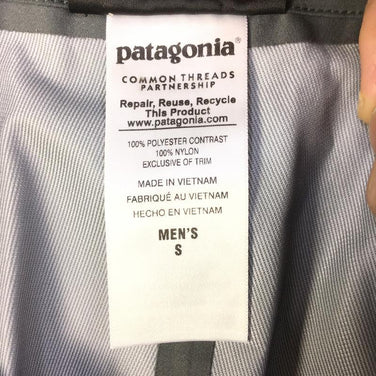 patagonia®
COMMON THREADS
PARTNERSHIP
Repair, Reuse, Recycle
This Product
www.patagonia.com
100% POLYESTER CONTRAST
100% NYLON
EXCLUSIVE OF TRIM
MADE IN VIETNAM
FABRIQUÉ AU VIETNAM
HECHO EN VIETNAM
MEN'S
S